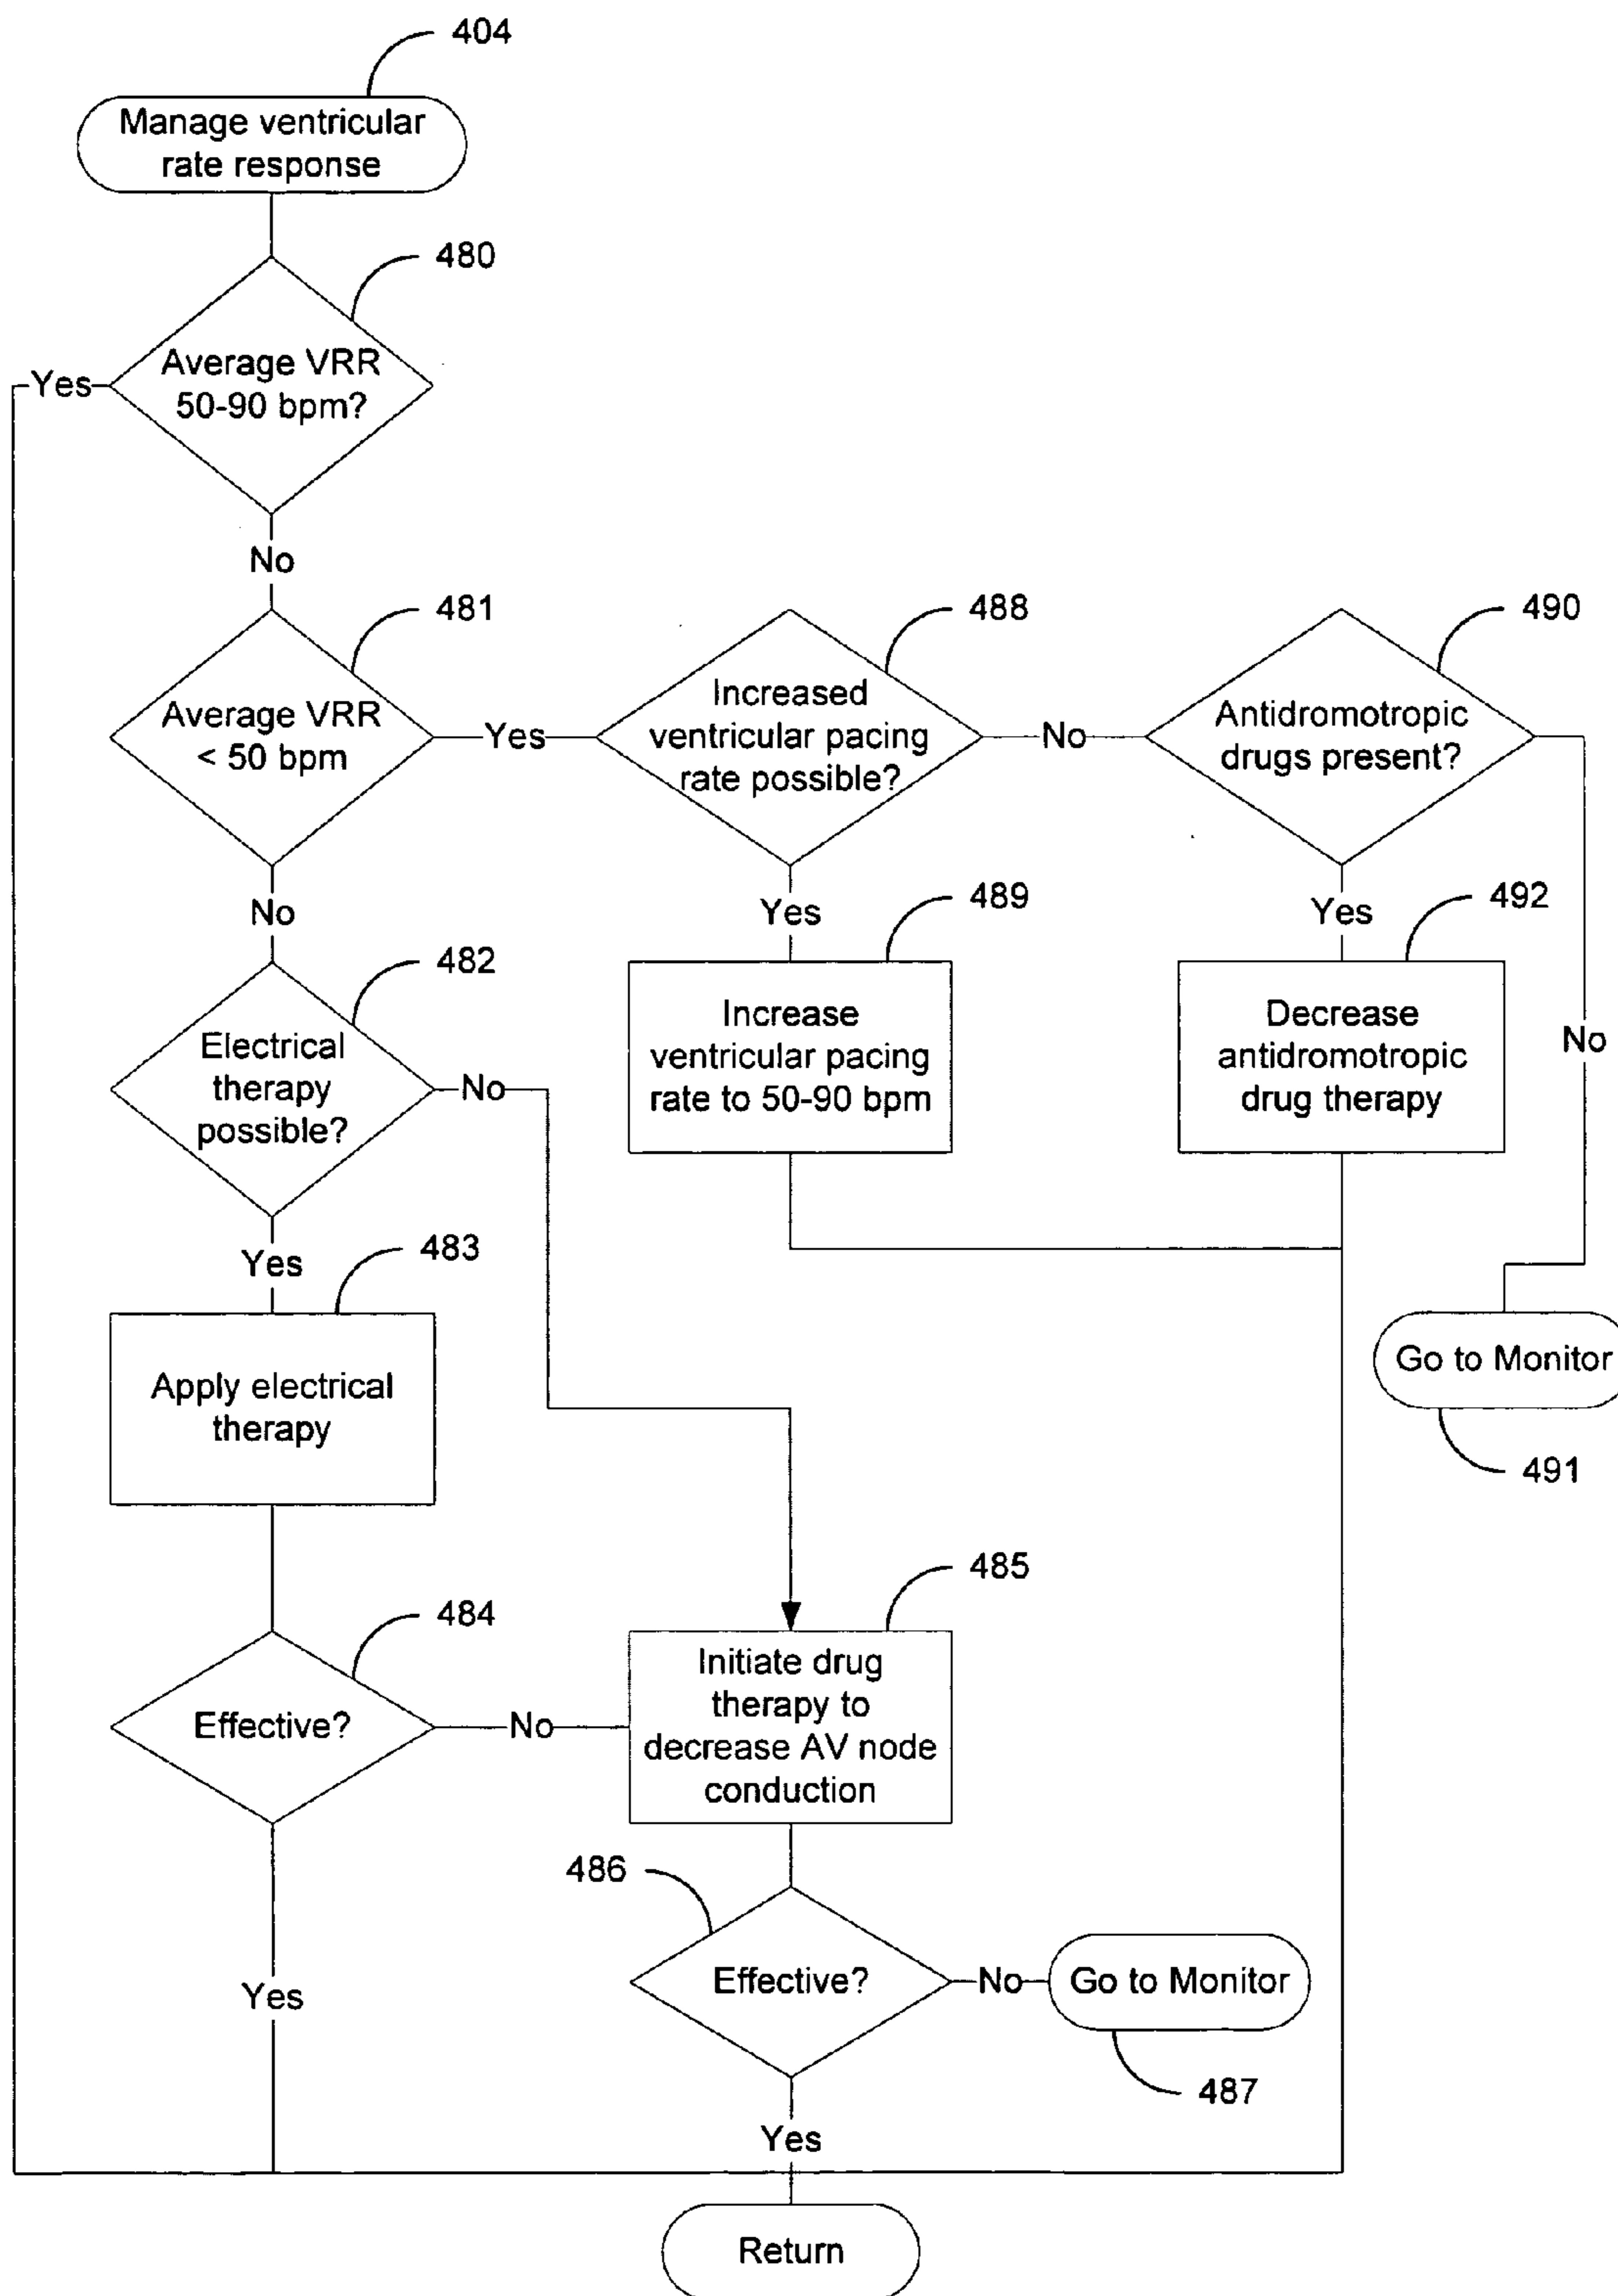 404
Manage ventricular
rate response
480
Average VRR
50-90 bpm?
Yes
No
481
Average VRR
< 50 bpm
Yes
488
Increased
ventricular pacing
rate possible?
No
490
Antidromotropic
drugs present?
No
Yes
489
Yes
492
No
482
Electrical
therapy
possible?
No
Increase
ventricular pacing
rate to 50-90 bpm
Decrease
antidromotropic
drug therapy
Yes
483
Apply electrical
therapy
Go to Monitor
491
484
Effective?
No
485
Initiate drug
therapy to
decrease AV node
conduction
486
Effective?
No
Go to Monitor
487
Yes
Yes
Return